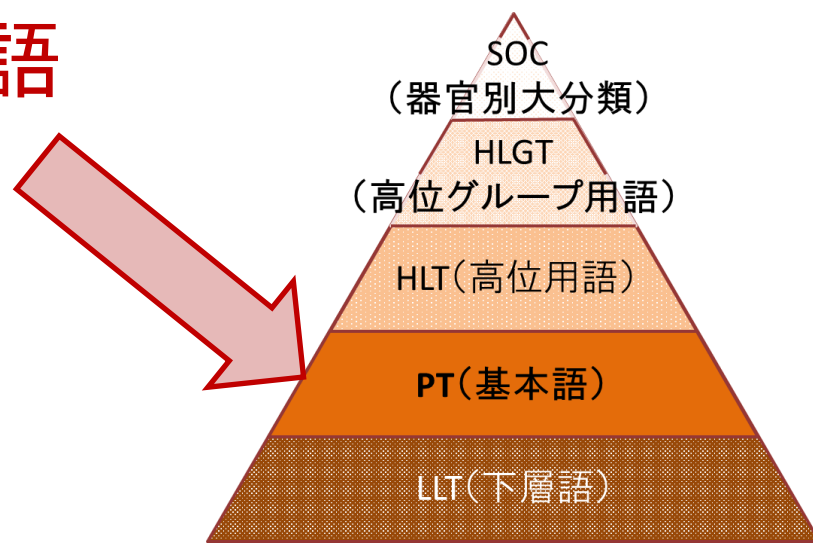 語
SOC
（器官別大分類）
HLGT
（高位グループ用語）
HLT（高位用語）
PT（基本語）
LLT（下層語）